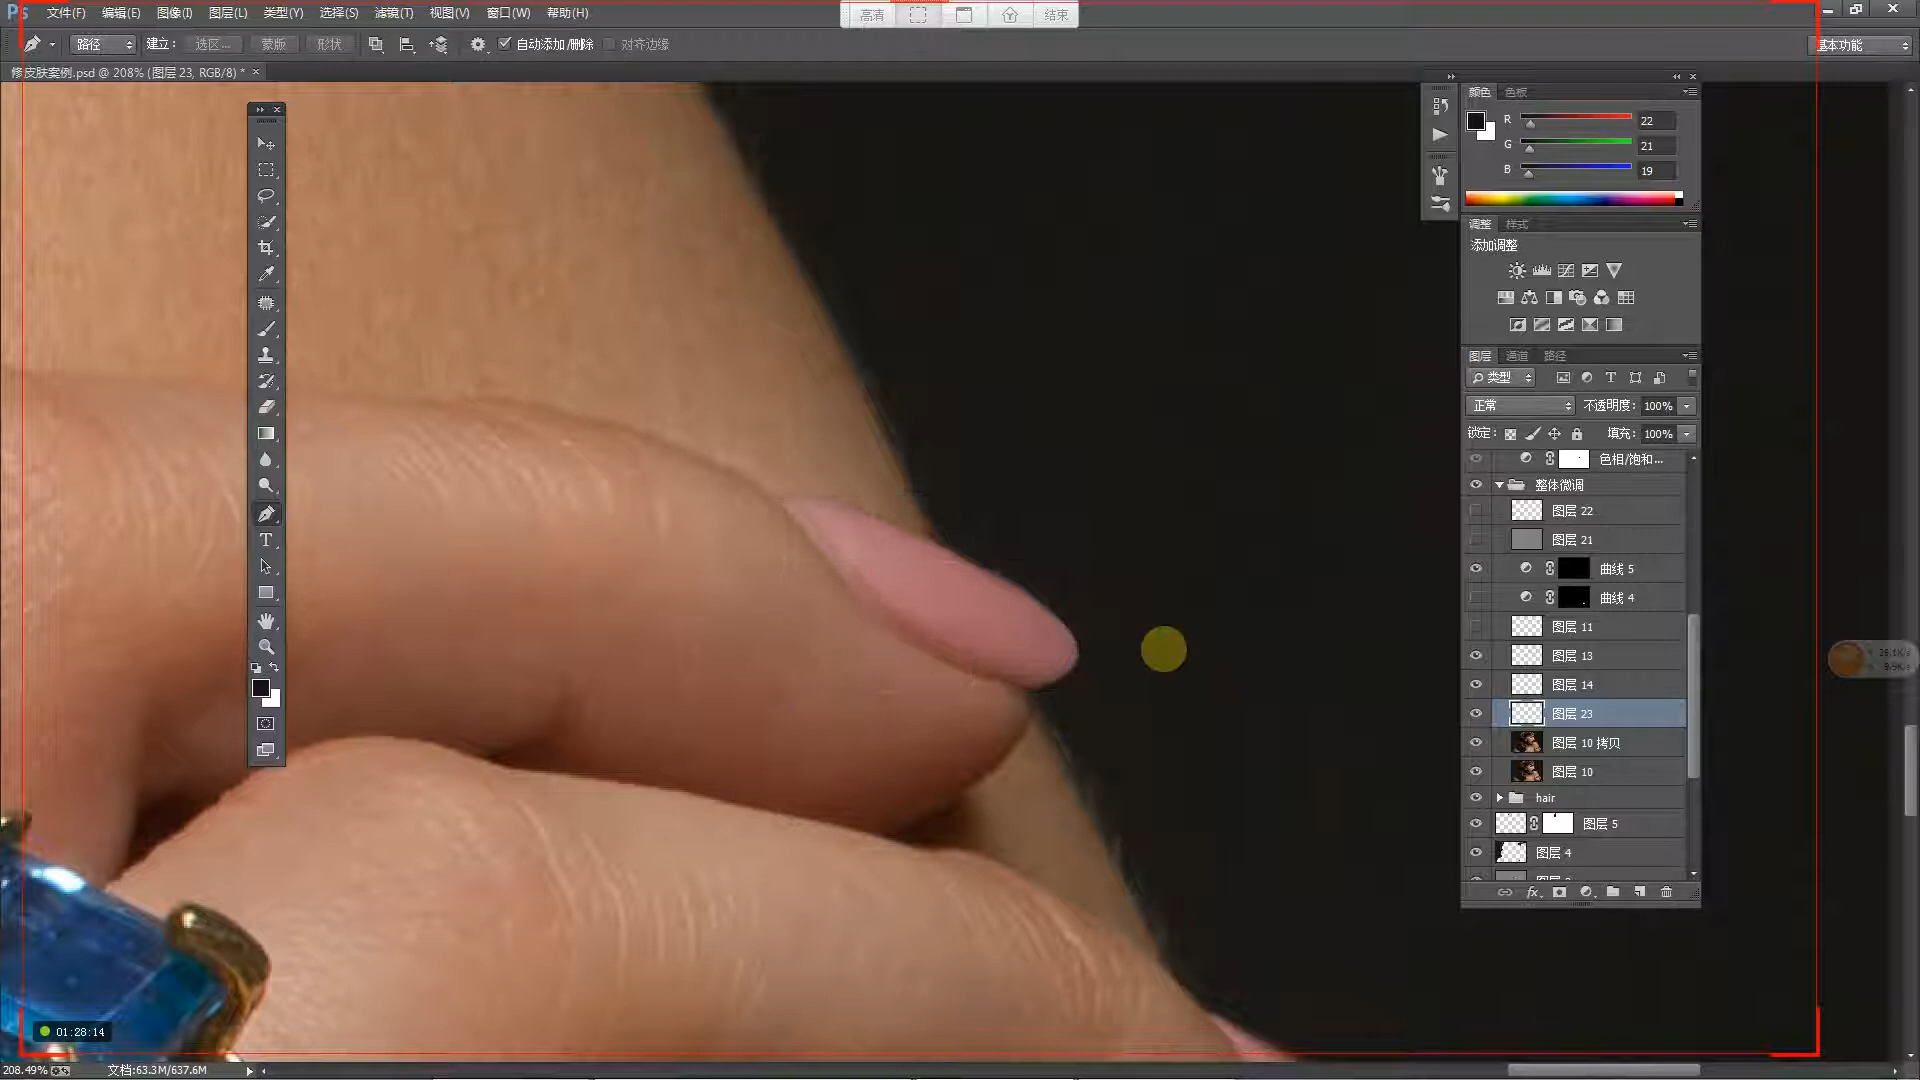 Ps 文件(F) 编辑(E) 图像(I) 图层(L) 类型(Y) 选择(S) 滤镜(T) 视图(V) 窗口(W) 帮助(H)
高清 结束
路径 建立： 选区... 蒙版 形状 自动添加/删除 对齐边缘 基本功能
修皮肤案例.psd @ 208% (图层 23, RGB/8) * ×
颜色 色板
R 22
G 21
B 19
调整 样式
添加调整
图层 通道 路径
类型 T
正常 不透明度： 100%
锁定： 填充： 100%
色相/饱和...
整体微调
图层 22
图层 21
曲线 5
曲线 4
图层 11
图层 13
图层 14
图层 23
图层 10 拷贝
图层 10
hair
图层 5
图层 4
fx
T
01:28:14
208.49% 文档:63.3M/637.6M